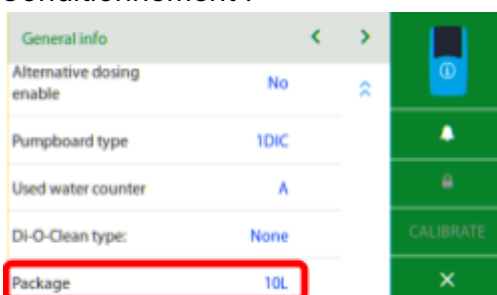 Conditionnement :
General info < >
Alternative dosing
enable No
Pumpboard type 1DIC
Used water counter A
Di-O-Clean type: None
CALIBRATE
Package 10L